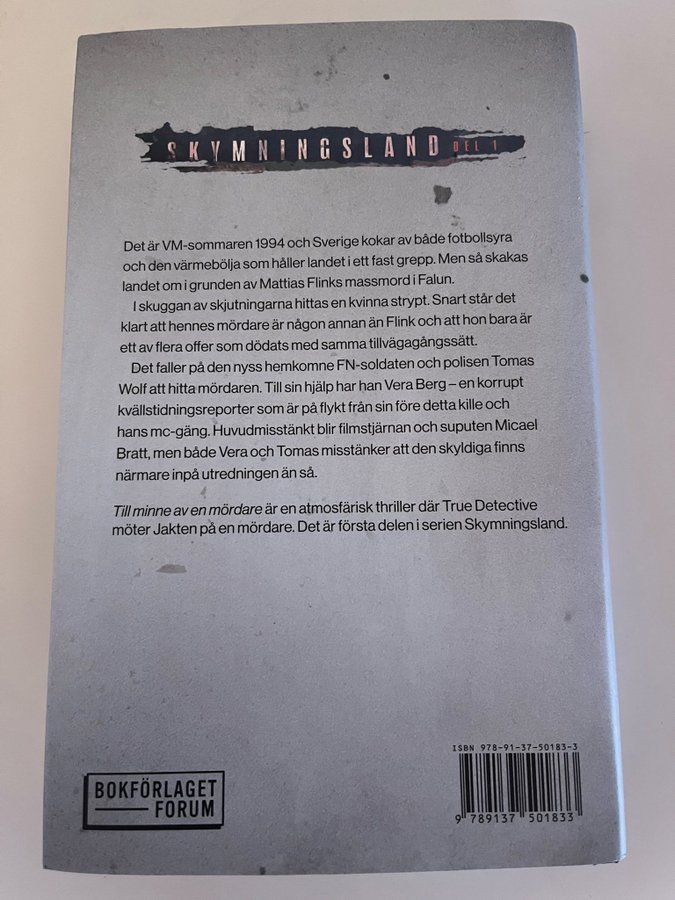 SKYMNINGSLAND DEL 1
Det är VM-sommaren 1994 och Sverige kokar av både fotbollsyra
och den värmebölja som håller landet i ett fast grepp. Men så skakas
landet om i grunden av Mattias Flinks massmord i Falun.
I skuggan av skjutningarna hittas en kvinna strypt. Snart står det
klart att hennes mördare är någon annan än Flink och att hon bara är
ett av flera offer som dödats med samma tillvägagångssätt.
Det faller på den nyss hemkomne FN-soldaten och polisen Tomas
Wolf att hitta mördaren. Till sin hjälp har han Vera Berg – en korrupt
kvällstidningsreporter som är på flykt från sin före detta kille och
hans mc-gäng. Huvudmisstänkt blir filmstjärnan och suputen Micael
Bratt, men både Vera och Tomas misstänker att den skyldiga finns
närmare inpå utredningen än så.
Till minne av en mördare är en atmosfärisk thriller där True Detective
möter Jakten på en mördare. Det är första delen i serien Skymningsland.
BOKFÖRLAGET
FORUM
ISBN 978-91-37-50183-3
9 789137 501833